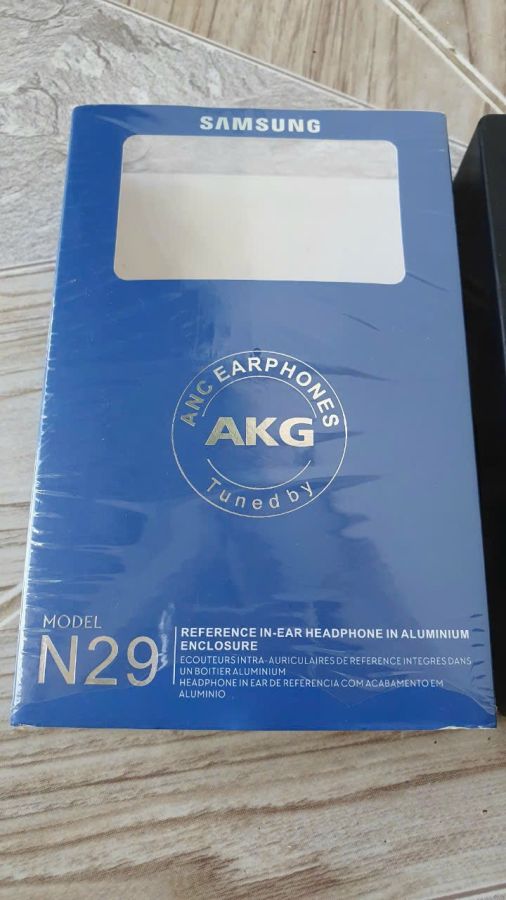 SAMSUNG
ANC EARPHONES
AKG
Tuned by
MODEL
N29
REFERENCE IN-EAR HEADPHONE IN ALUMINIUM
ENCLOSURE
ECOUTEURS INTRA-AURICULAIRES DE REFERENCE INTEGRES DANS
UN BOITIER ALUMINIUM
HEADPHONE IN EAR DE REFERENCIA COM ACABAMENTO EM
ALUMINIO